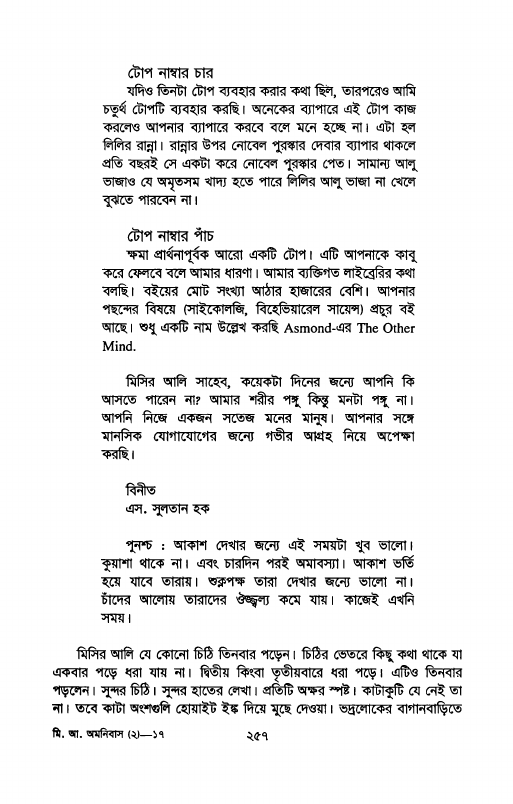 টোপ নাম্বার চার
যদিও তিনটা টোপ ব্যবহার করার কথা ছিল, তারপরেও আমি
চতুর্থ টোপটি ব্যবহার করছি। অনেকের ব্যাপারে এই টোপ কাজ
করলেও আপনার ব্যাপারে করবে বলে মনে হচ্ছে না। এটা হল
লিলির রান্না। রান্নার উপর নোবেল পুরস্কার দেবার ব্যাপার থাকলে
প্রতি বছরই সে একটা করে নোবেল পুরস্কার পেত। সামান্য আলু
ভাজাও যে অমৃতসম খাদ্য হতে পারে লিলির আলু ভাজা না খেলে
বুঝতে পারবেন না।
টোপ নাম্বার পাঁচ
ক্ষমা প্রার্থনাপূর্বক আরো একটি টোপ। এটি আপনাকে কাবু
করে ফেলবে বলে আমার ধারণা। আমার ব্যক্তিগত লাইব্রেরির কথা
বলছি। বইয়ের মোট সংখ্যা আঠার হাজারের বেশি। আপনার
পছন্দের বিষয়ে (সাইকোলজি, বিহেভিয়ারেল সায়েন্স) প্রচুর বই
আছে। শুধু একটি নাম উল্লেখ করছি Asmond-এর The Other
Mind.
মিসির আলি সাহেব, কয়েকটা দিনের জন্যে আপনি কি
আসতে পারেন না? আমার শরীর পঙ্গু কিন্তু মনটা পঙ্গু না।
আপনি নিজে একজন সতেজ মনের মানুষ। আপনার সঙ্গে
মানসিক যোগাযোগের জন্যে গভীর আগ্রহ নিয়ে অপেক্ষা
করছি।
বিনীত
এস. সুলতান হক
পুনশ্চ : আকাশ দেখার জন্যে এই সময়টা খুব ভালো।
কুয়াশা থাকে না। এবং চারদিন পরই অমাবস্যা। আকাশ ভর্তি
হয়ে যাবে তারায়। শুক্লপক্ষ তারা দেখার জন্যে ভালো না।
চাঁদের আলোয় তারাদের ঔজ্জ্বল্য কমে যায়। কাজেই এখনি
সময়।
মিসির আলি যে কোনো চিঠি তিনবার পড়েন। চিঠির ভেতরে কিছু কথা থাকে যা
একবার পড়ে ধরা যায় না। দ্বিতীয় কিংবা তৃতীয়বারে ধরা পড়ে। এটিও তিনবার
পড়লেন। সুন্দর চিঠি। সুন্দর হাতের লেখা। প্রতিটি অক্ষর স্পষ্ট। কাটাকুটি যে নেই তা
না। তবে কাটা অংশগুলি হোয়াইট ইঙ্ক দিয়ে মুছে দেওয়া। ভদ্রলোকের বাগানবাড়িতে
মি. আ. অমনিবাস (২)—১৭
২৫৭